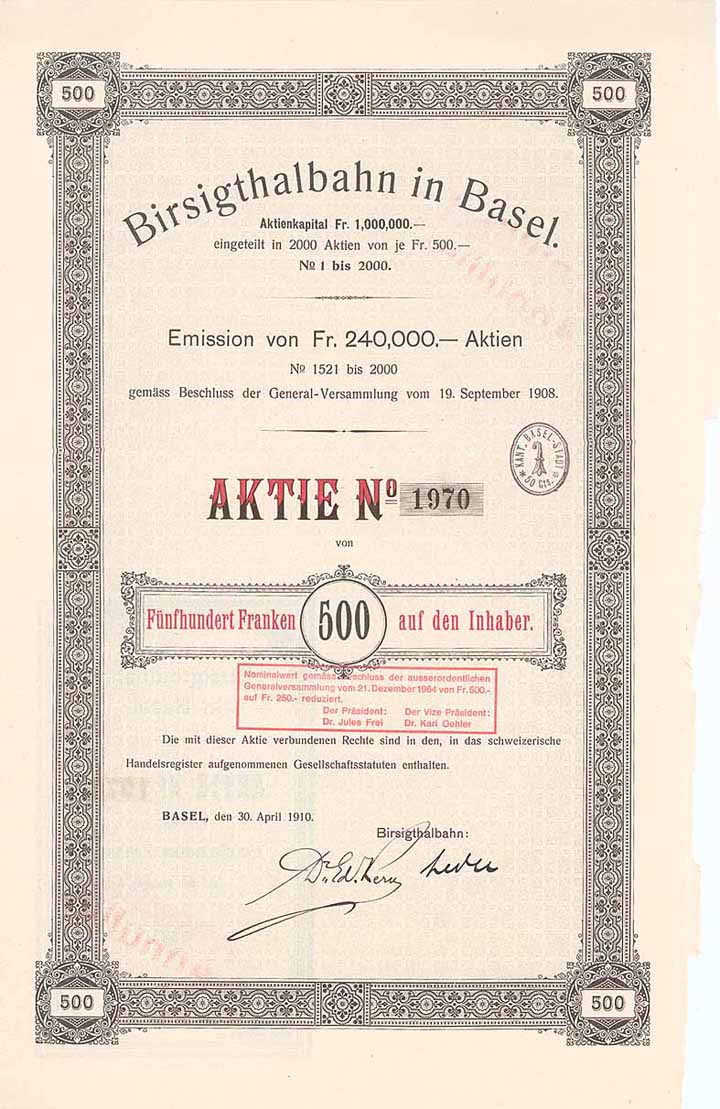 500 500
Birsigthalbahn in Basel.
Aktienkapital Fr. 1,000,000.—
eingeteilt in 2000 Aktien von je Fr. 500.—
No 1 bis 2000.
Emission von Fr. 240,000.— Aktien
No 1521 bis 2000
gemäss Beschluss der General-Versammlung vom 19. September 1908.
* KANT. BASEL-STADT *
50 Cts.
AKTIE No 1970
von
Fünfhundert Franken 500 auf den Inhaber.
Nominalwert gemäss Beschluss der ausserordentlichen
Generalversammlung vom 21. Dezember 1964 von Fr. 500.-
auf Fr. 250.- reduziert.
Der Präsident: Der Vize Präsident:
Dr. Jules Frei Dr. Karl Oehler
Die mit dieser Aktie verbundenen Rechte sind in den, in das schweizerische
Handelsregister aufgenommenen Gesellschaftsstatuten enthalten.
BASEL, den 30. April 1910.
Birsigthalbahn:
500 500